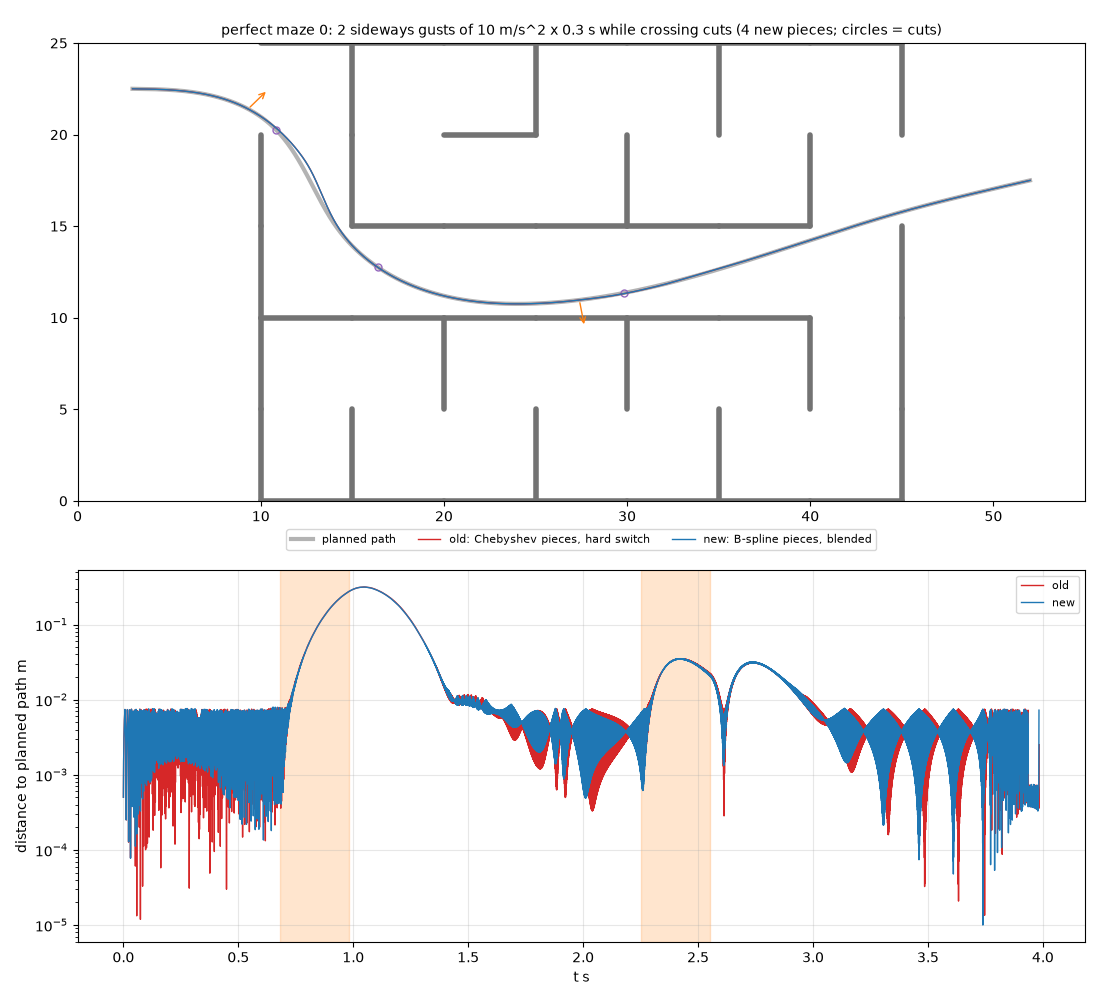 perfect maze 0: 2 sideways gusts of 10 m/s^2 x 0.3 s while crossing cuts (4 new pieces; circles = cuts)
25
20
15
10
5
0
0 10 20 30 40 50
planned path old: Chebyshev pieces, hard switch new: B-spline pieces, blended
old
new
10⁻¹
10⁻²
10⁻³
10⁻⁴
10⁻⁵
distance to planned path m
0.0 0.5 1.0 1.5 2.0 2.5 3.0 3.5 4.0
t s